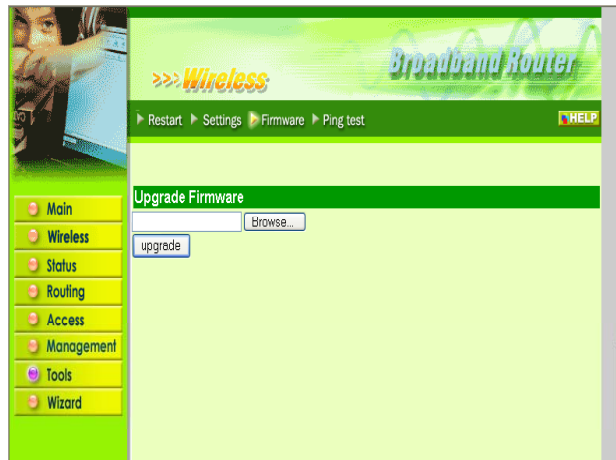 >>> Wireless
Broadband Router
Restart Settings Firmware Ping test
HELP
Main
Wireless
Status
Routing
Access
Management
Tools
Wizard
Upgrade Firmware
Browse...
upgrade